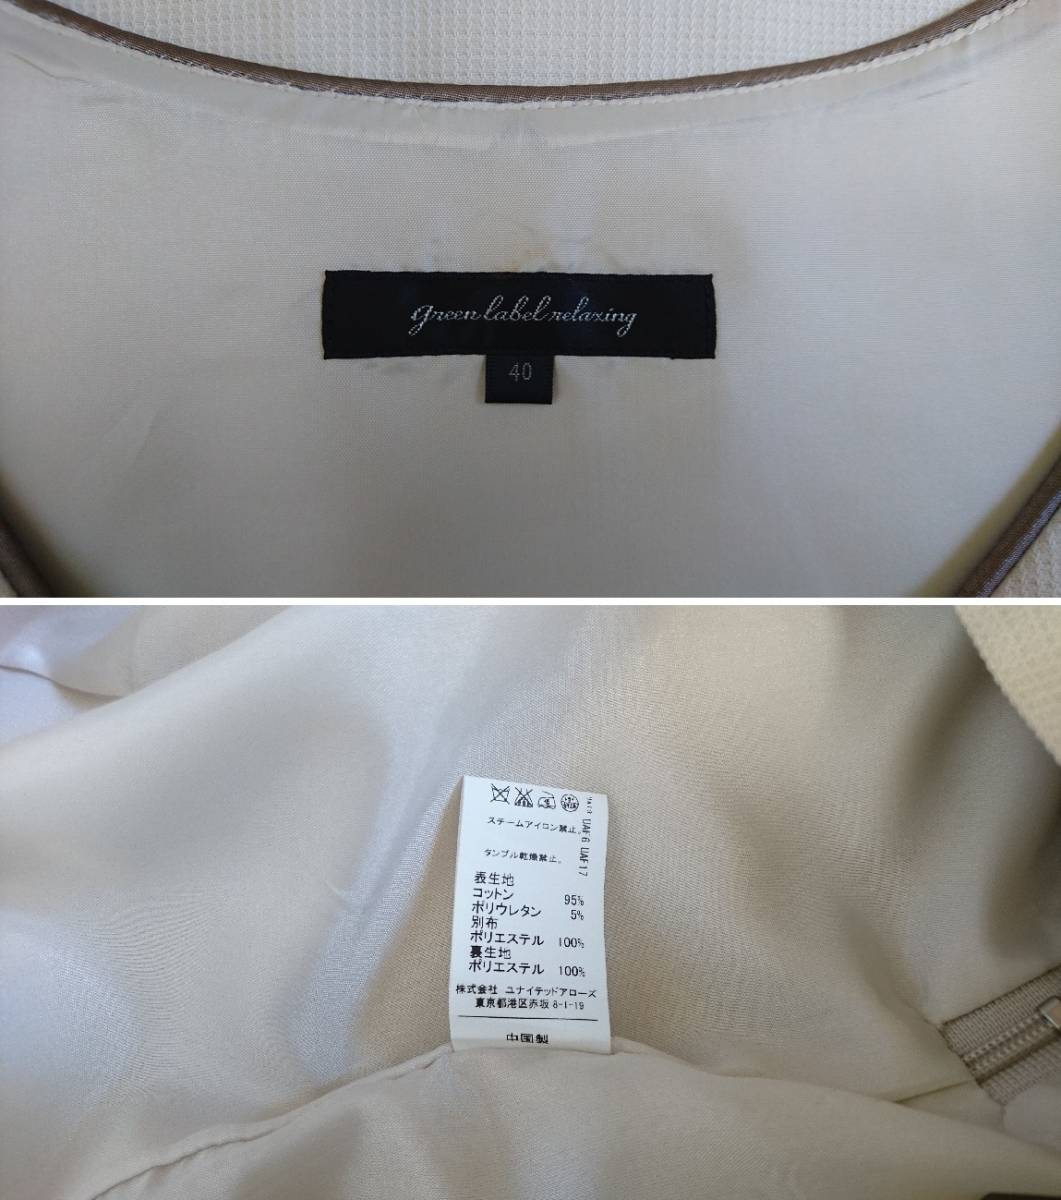 green label relaxing
40
UAF6 UAF17
スチームアイロン禁止。
タンブル乾燥禁止。
表生地
コットン 95%
ポリウレタン 5%
別布
ポリエステル 100%
裏生地
ポリエステル 100%
株式会社 ユナイテッドアローズ
東京都港区赤坂8-1-19
中国製